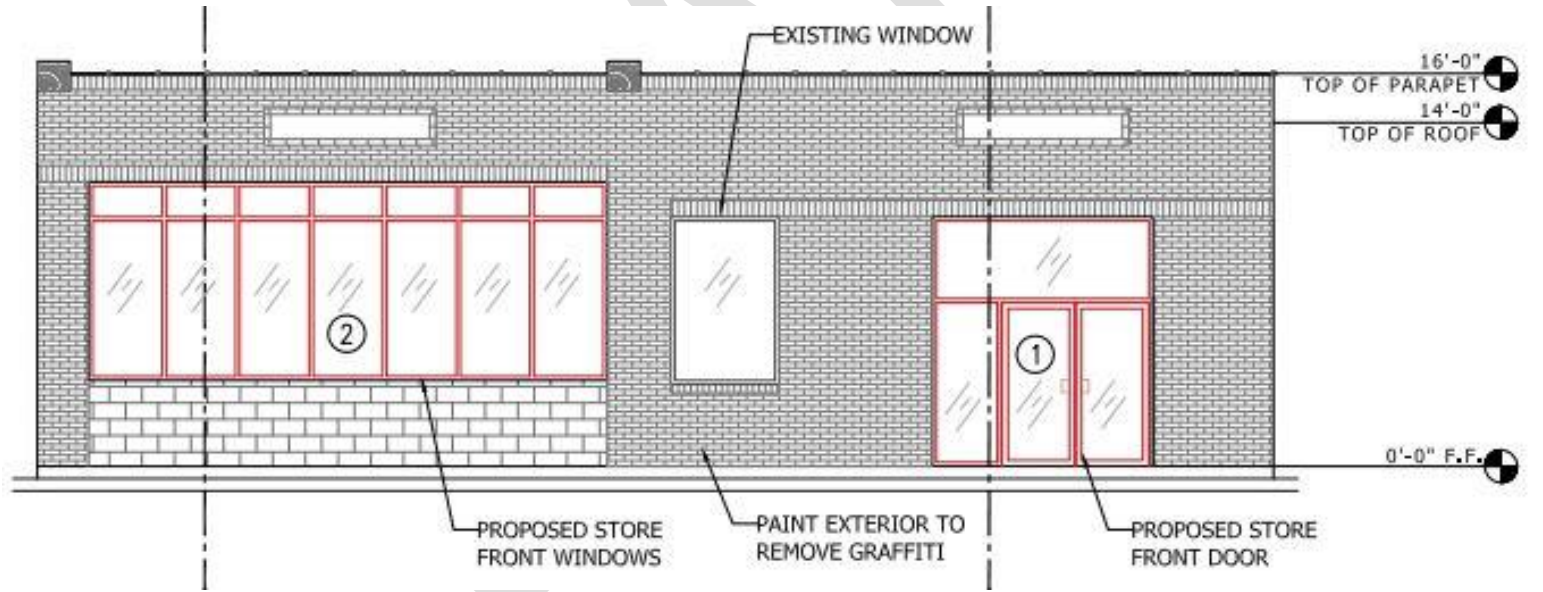 EXISTING WINDOW
16'-0"
TOP OF PARAPET
14'-0"
TOP OF ROOF
2
1
0'-0" F.F.
PROPOSED STORE
FRONT WINDOWS
PAINT EXTERIOR TO
REMOVE GRAFFITI
PROPOSED STORE
FRONT DOOR